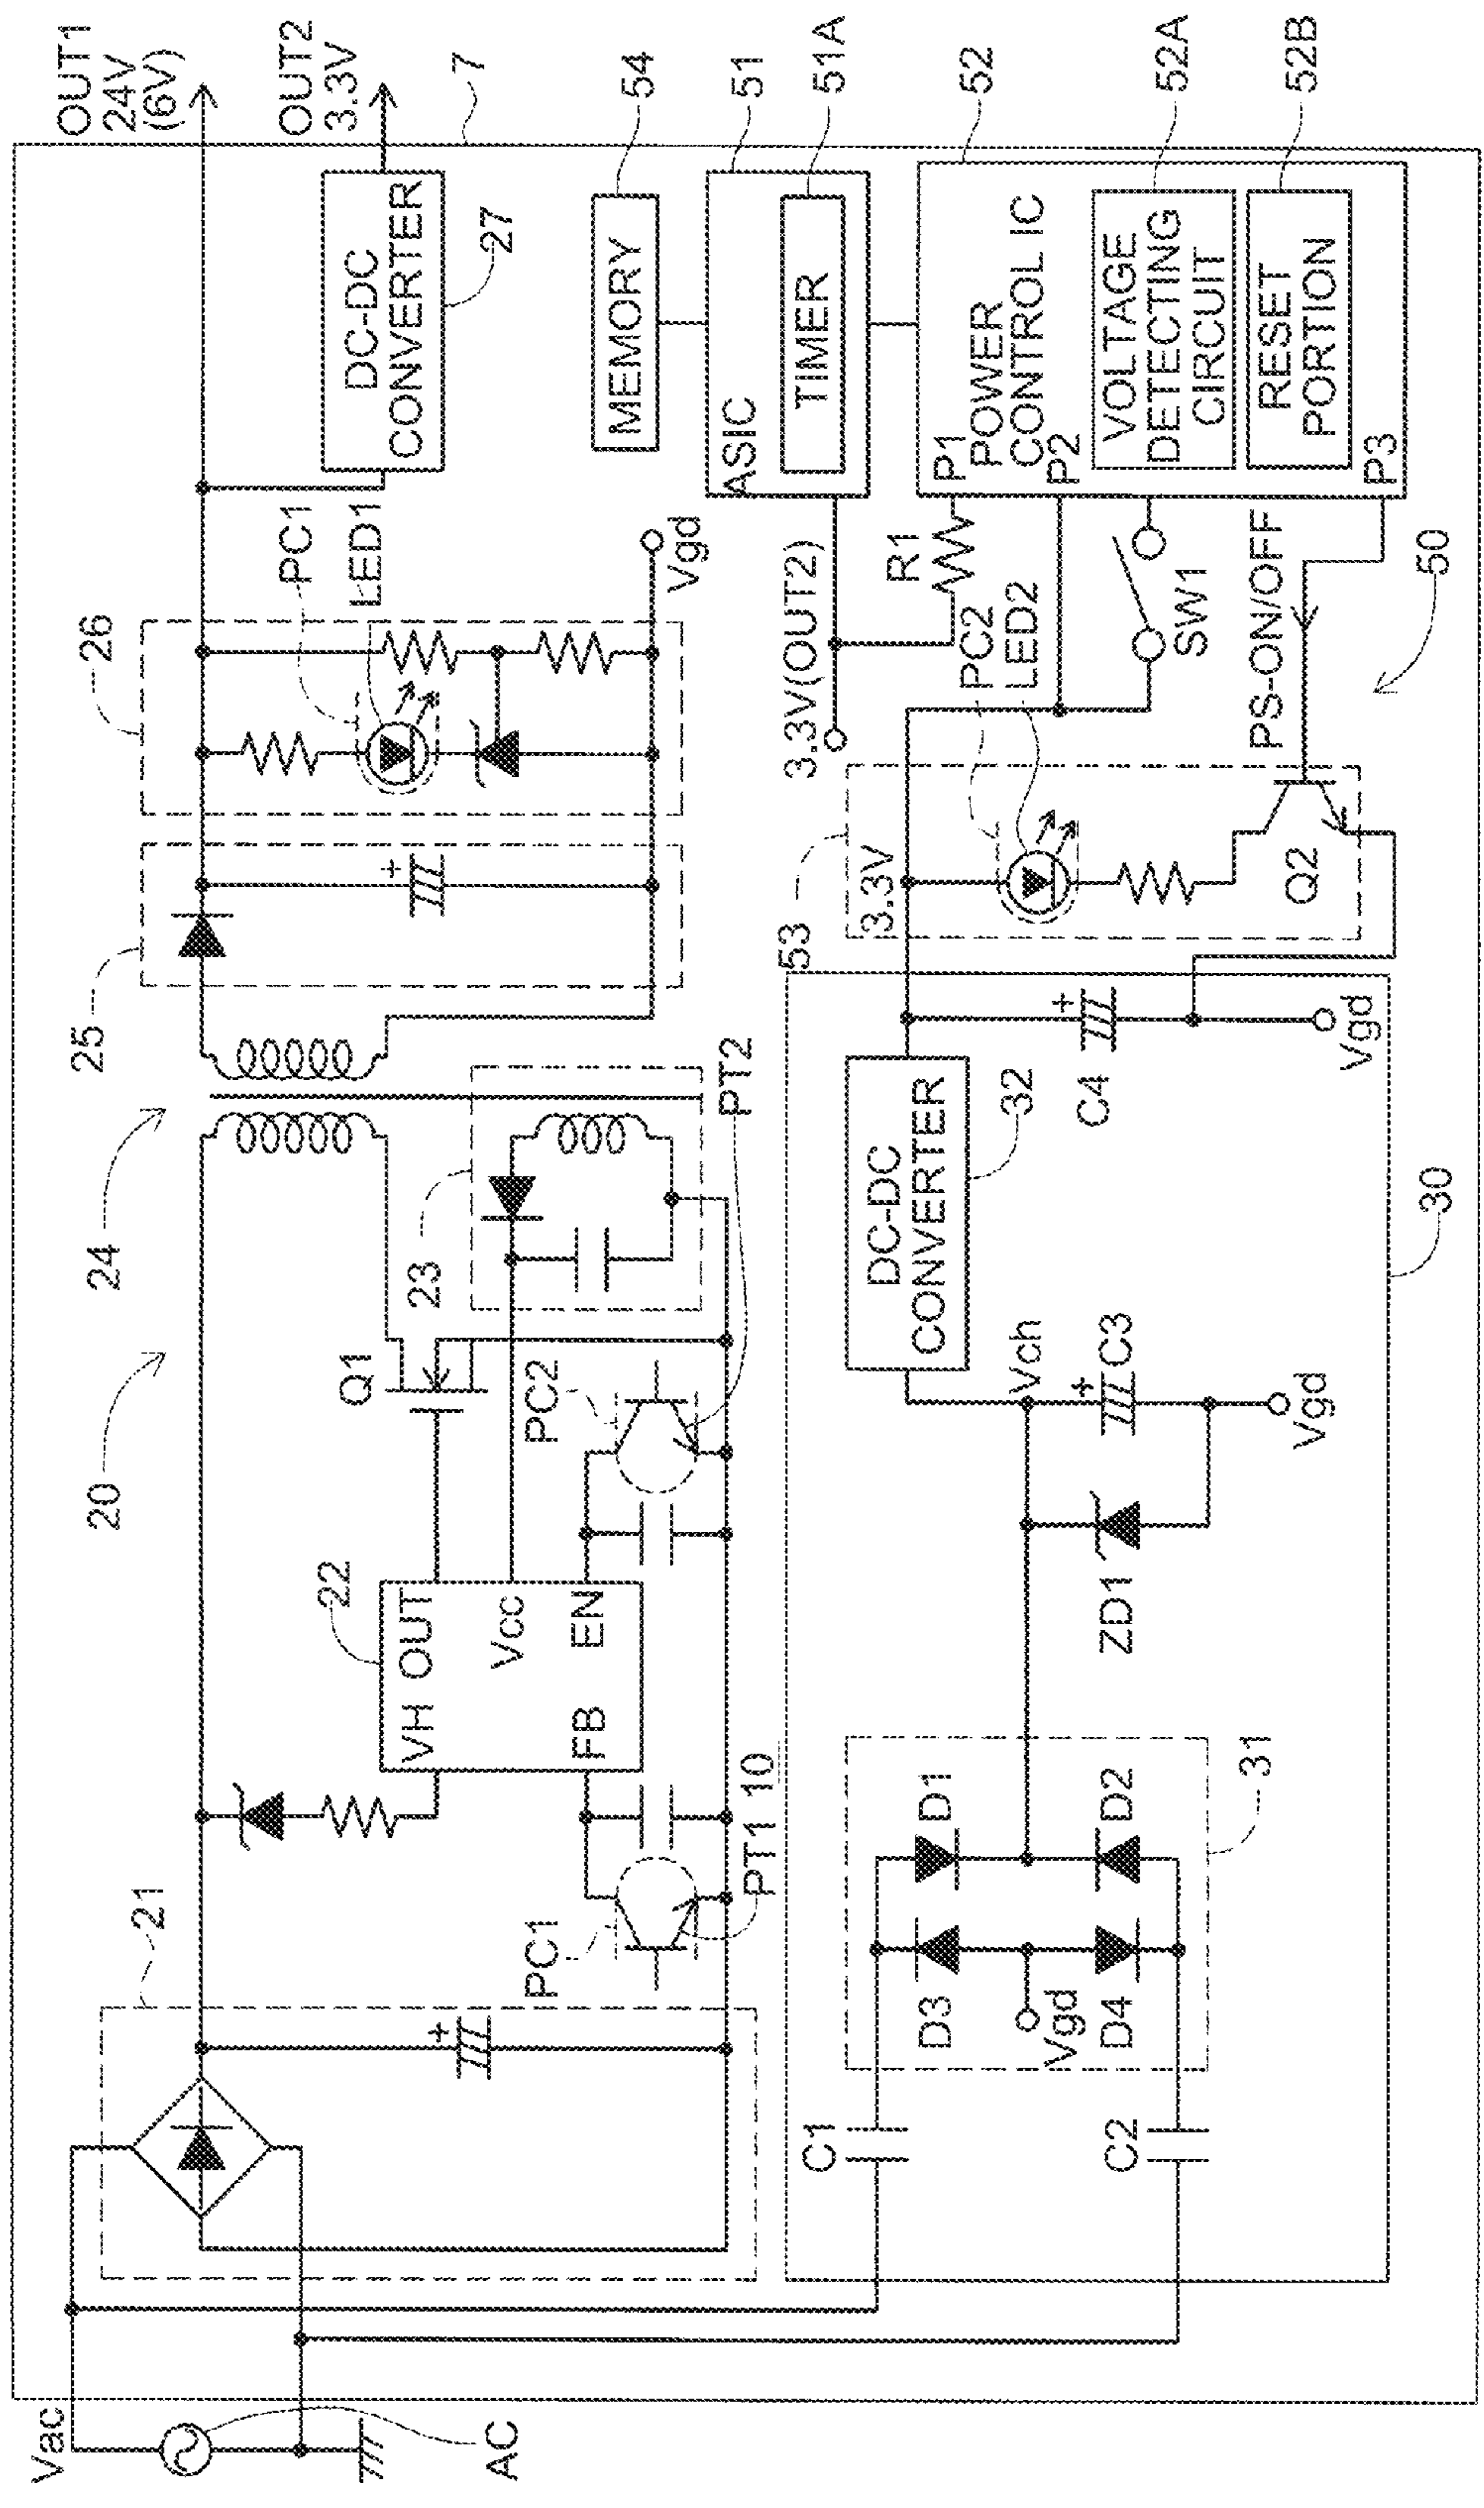 Vac
AC
21
20
24
25
26
OUT1
24V
(6V)
OUT2
3.3V
7
DC-DC
CONVERTER
27
PC1
LED1
Vgd
22
VH OUT
Vcc
FB EN
Q1
23
PC2
PT2
PC1
PT1
10
MEMORY
54
ASIC
51
TIMER
51A
3.3V(OUT2)
R1
P1
POWER
CONTROL IC
P2
52
VOLTAGE
DETECTING
CIRCUIT
52A
RESET
PORTION
52B
P3
SW1
PS-ON/OFF
50
53
3.3V
PC2
LED2
Q2
C1
C2
D3
D1
Vgd
D4
D2
31
ZD1
Vch
C3
Vgd
DC-DC
CONVERTER
32
C4
Vgd
30